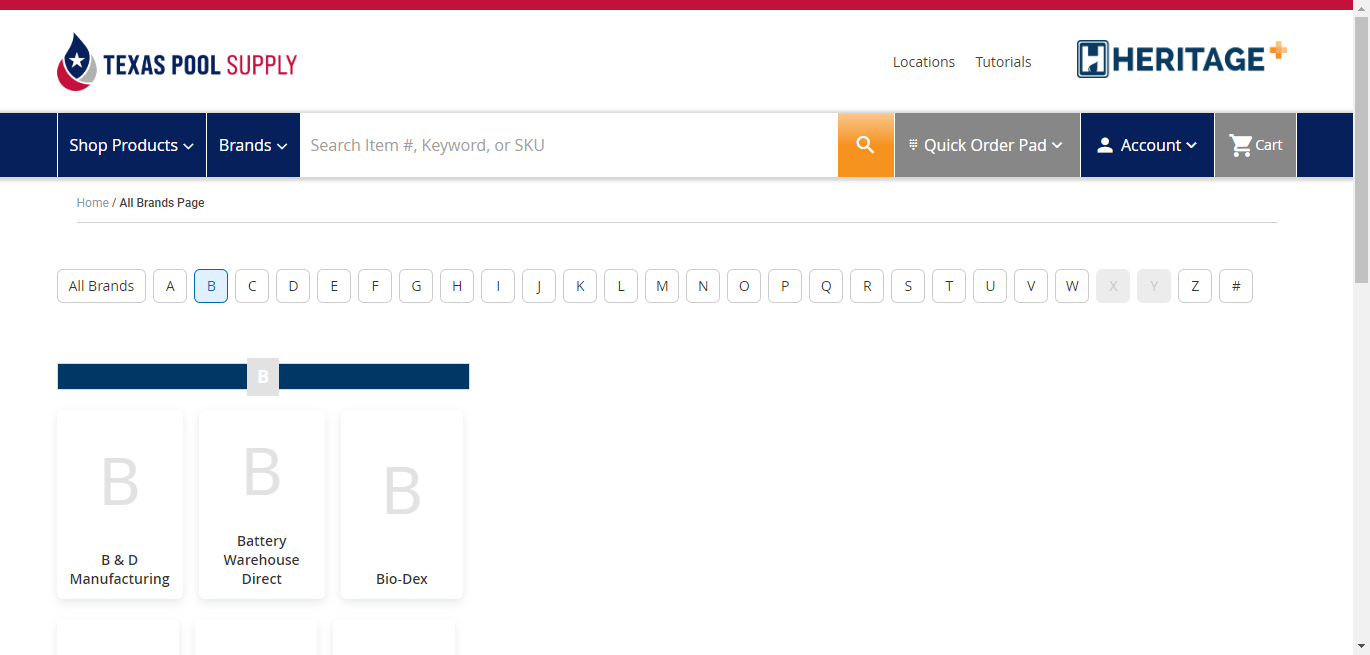 TEXAS POOL SUPPLY
Locations
Tutorials
HERITAGE+
Shop Products
Brands
Search Item #, Keyword, or SKU
Quick Order Pad
Account
Cart
Home / All Brands Page
All Brands A B C D E F G H I J K L M N O P Q R S T U V W X Y Z #
B
B
B
B
B & D
Manufacturing
Battery
Warehouse
Direct
Bio-Dex